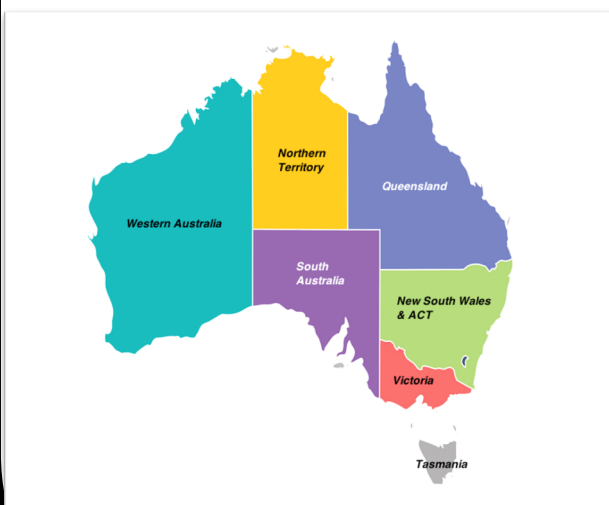 Northern
Territory
Queensland
Western Australia
South
Australia
New South Wales
& ACT
Victoria
Tasmania